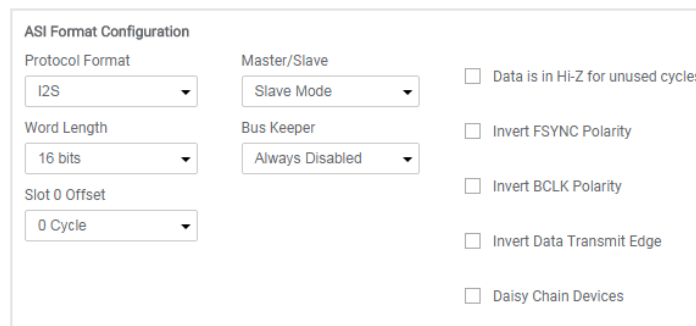 ASI Format Configuration
Protocol Format
Master/Slave
I2S
Slave Mode
Data is in Hi-Z for unused cycles
Word Length
Bus Keeper
16 bits
Always Disabled
Invert FSYNC Polarity
Slot 0 Offset
0 Cycle
Invert BCLK Polarity
Invert Data Transmit Edge
Daisy Chain Devices